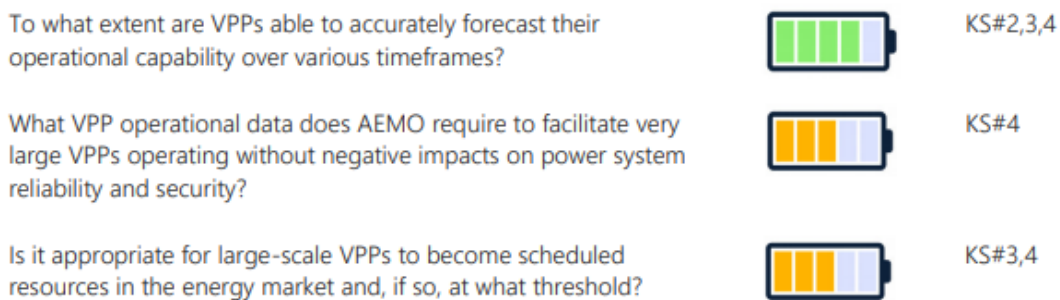 To what extent are VPPs able to accurately forecast their
operational capability over various timeframes?
KS#2,3,4
What VPP operational data does AEMO require to facilitate very
large VPPs operating without negative impacts on power system
reliability and security?
KS#4
Is it appropriate for large-scale VPPs to become scheduled
resources in the energy market and, if so, at what threshold?
KS#3,4